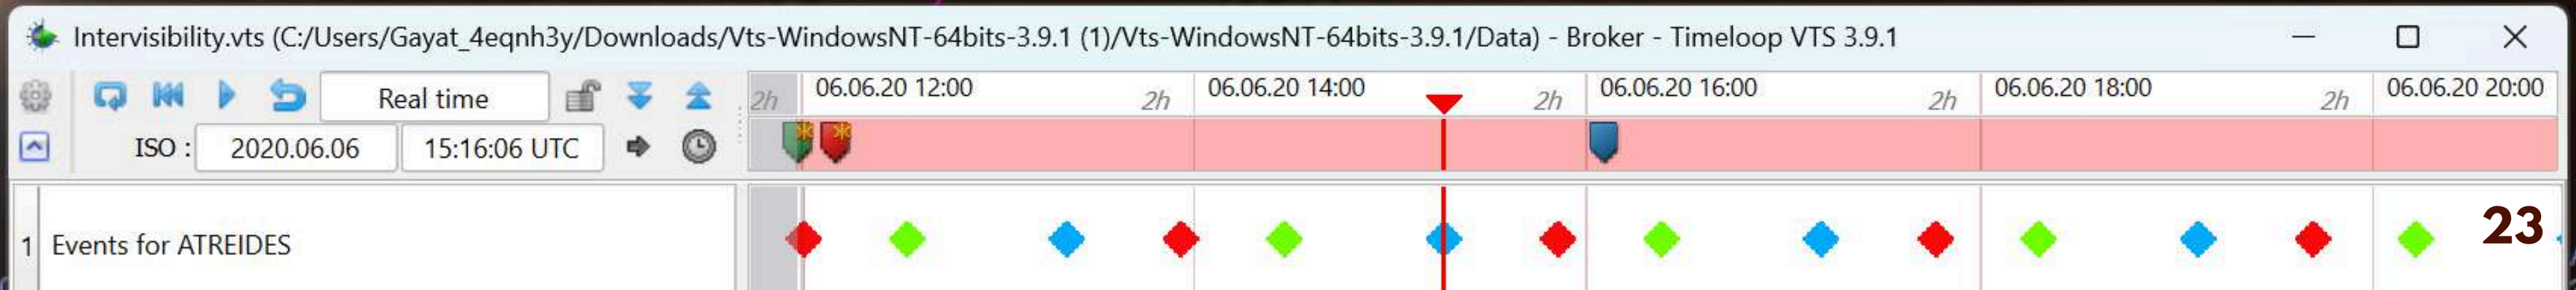 Intervisibility.vts (C:/Users/Gayat_4eqnh3y/Downloads/Vts-WindowsNT-64bits-3.9.1 (1)/Vts-WindowsNT-64bits-3.9.1/Data) - Broker - Timeloop VTS 3.9.1
Real time
2h 06.06.20 12:00 2h 06.06.20 14:00 2h 06.06.20 16:00 2h 06.06.20 18:00 2h 06.06.20 20:00
ISO : 2020.06.06 15:16:06 UTC
1 Events for ATREIDES
23